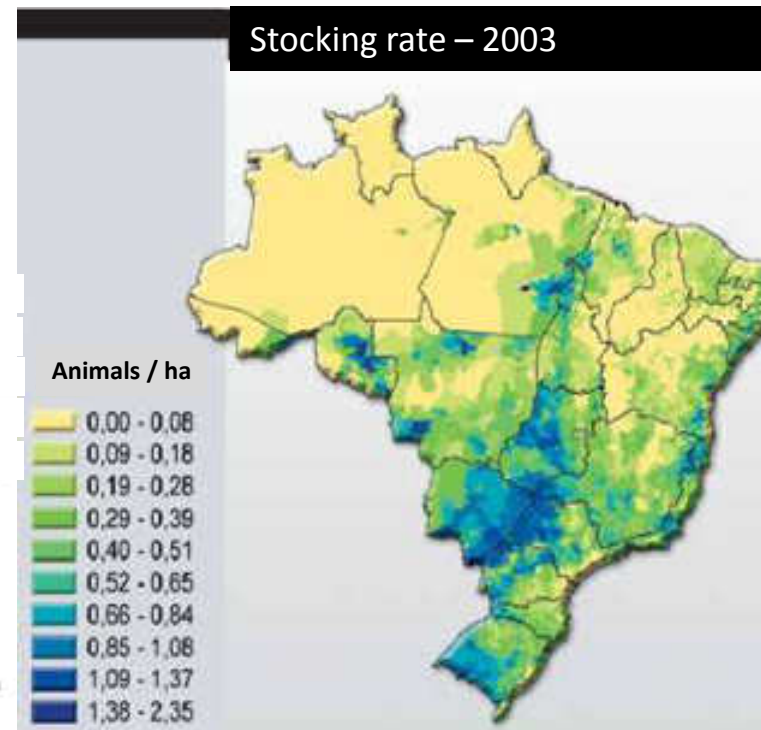 Stocking rate – 2003
Animals / ha
0,00 - 0,08
0,09 - 0,18
0,19 - 0,28
0,29 - 0,39
0,40 - 0,51
0,52 - 0,65
0,66 - 0,84
0,85 - 1,08
1,09 - 1,37
1,38 - 2,35